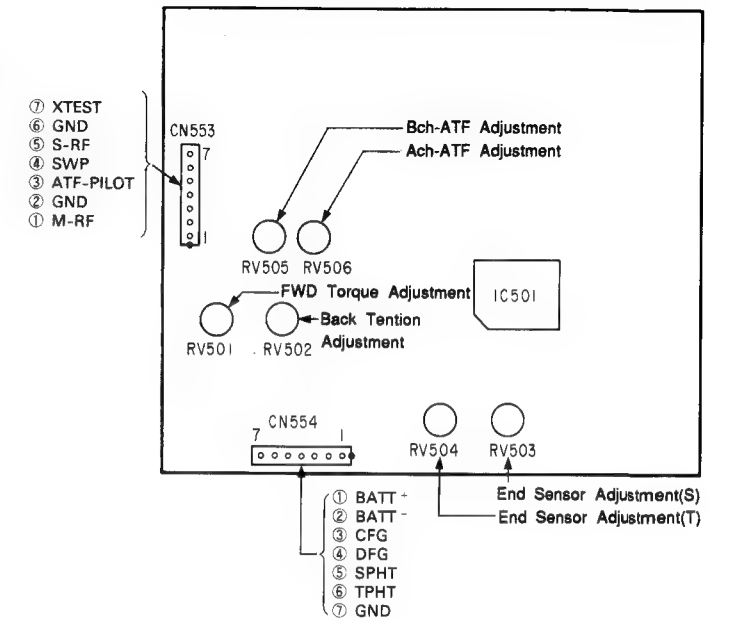 ⑦ XTEST
⑥ GND
⑤ S-RF
④ SWP
③ ATF-PILOT
② GND
① M-RF
CN553
7
1
Bch-ATF Adjustment
Ach-ATF Adjustment
RV505
RV506
FWD Torque Adjustment
IC501
Back Tention
Adjustment
RV501
RV502
CN554
7
1
RV504
RV503
End Sensor Adjustment(S)
End Sensor Adjustment(T)
① BATT +
② BATT -
③ CFG
④ DFG
⑤ SPHT
⑥ TPHT
⑦ GND